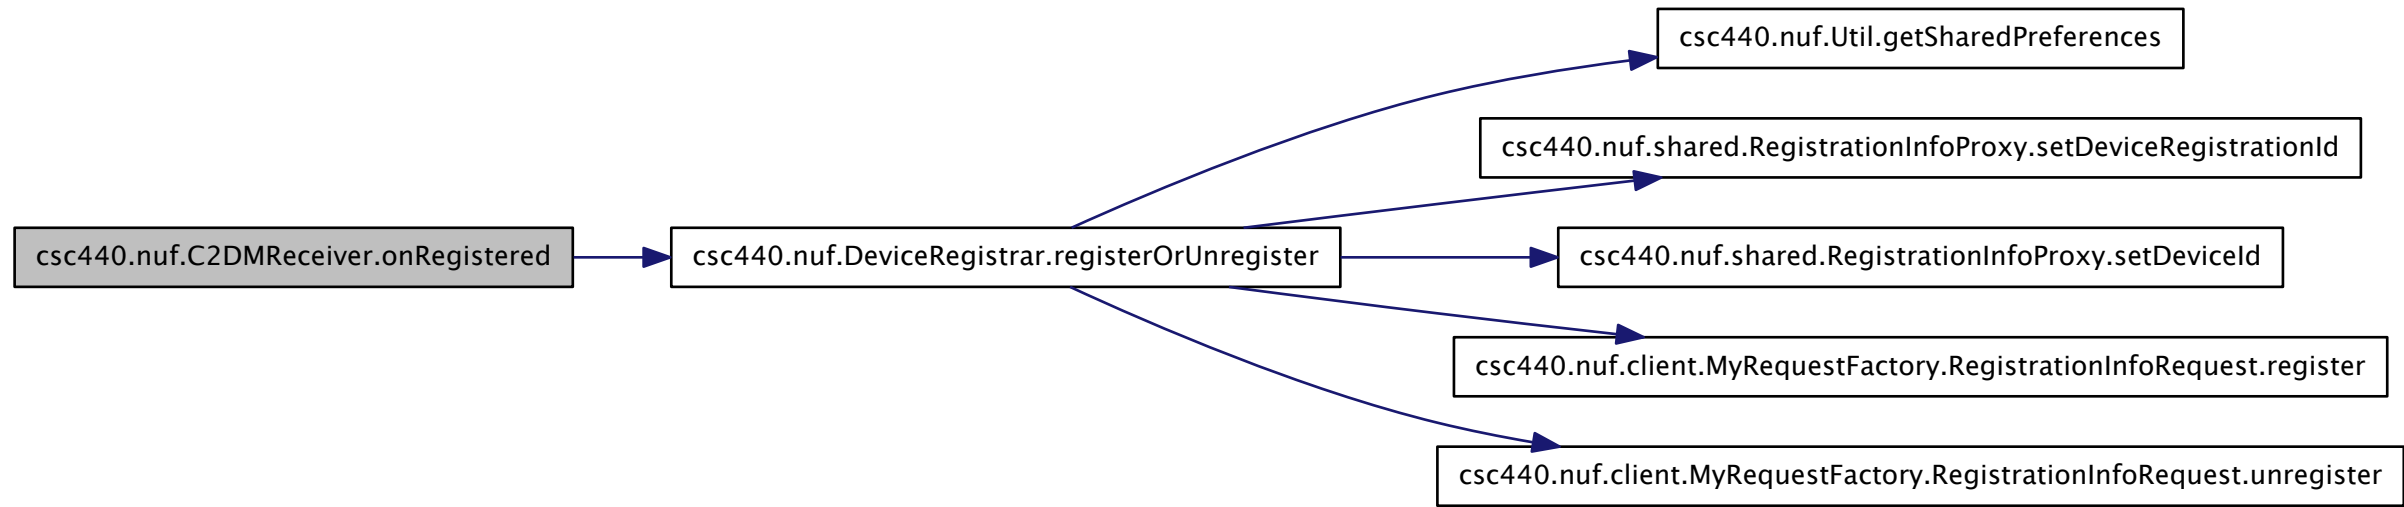 csc440.nuf.Util.getSharedPreferences
csc440.nuf.shared.RegistrationInfoProxy.setDeviceRegistrationId
csc440.nuf.C2DMReceiver.onRegistered
csc440.nuf.DeviceRegistrar.registerOrUnregister
csc440.nuf.shared.RegistrationInfoProxy.setDeviceId
csc440.nuf.client.MyRequestFactory.RegistrationInfoRequest.register
csc440.nuf.client.MyRequestFactory.RegistrationInfoRequest.unregister